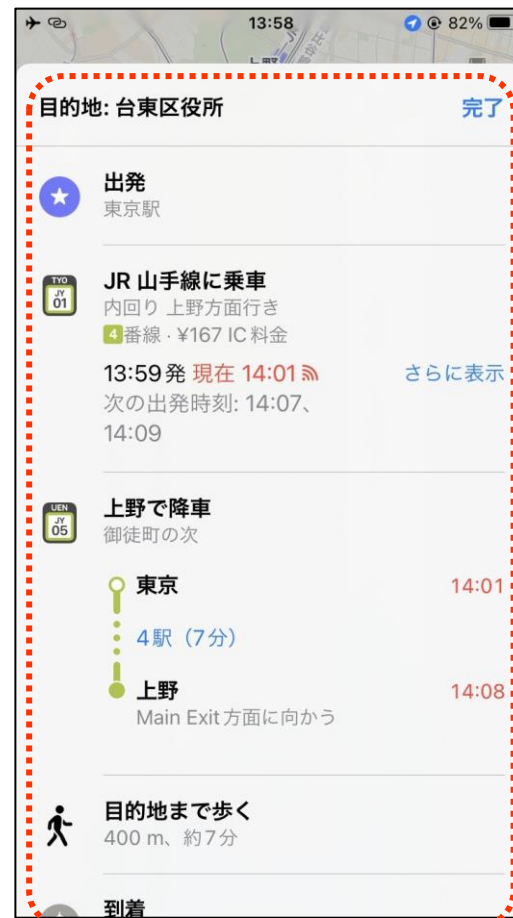 13:58
82%
上野
目的地: 台東区役所
完了
出発
東京駅
TYO
JY
01
JR 山手線に乗車
内回り 上野方面行き
4番線 · ¥167 IC 料金
13:59発 現在 14:01
さらに表示
次の出発時刻: 14:07、
14:09
UEN
JY
05
上野で降車
御徒町の次
東京
14:01
4駅（7分）
上野
14:08
Main Exit 方面に向かう
目的地まで歩く
400 m、約7分
到着